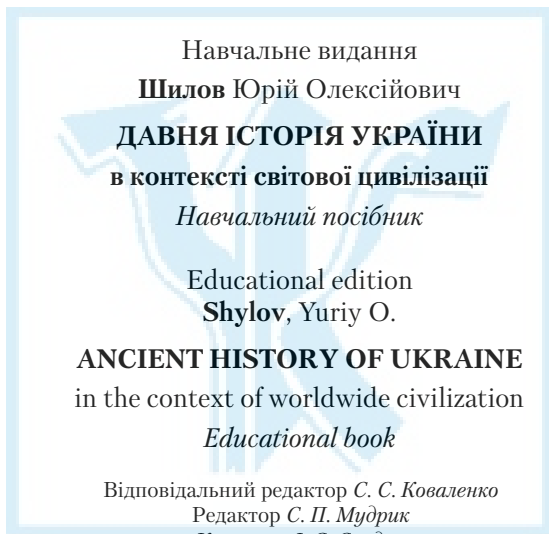 Навчальне видання
Шилов Юрій Олексійович
ДАВНЯ ІСТОРІЯ УКРАЇНИ
в контексті світової цивілізації
Навчальний посібник
Educational edition
Shylov, Yuriy O.
ANCIENT HISTORY OF UKRAINE
in the context of worldwide civilization
Educational book
Відповідальний редактор С. С. Коваленко
Редактор С. П. Мудрик